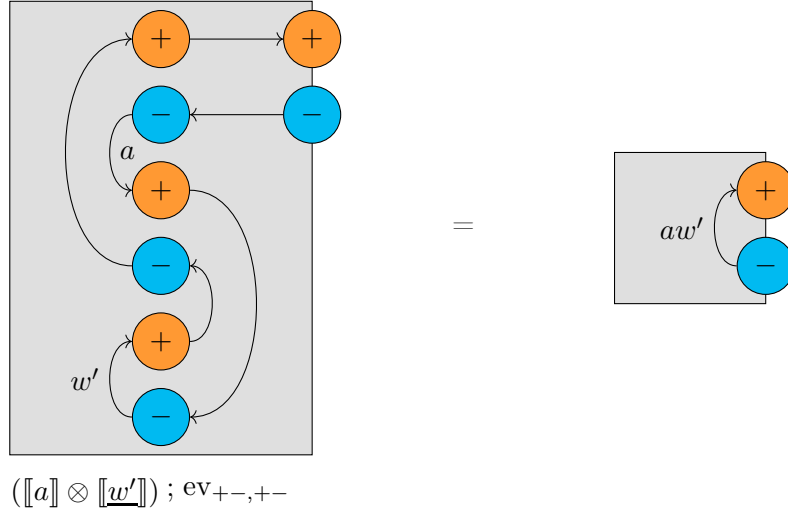 + +
− −
a
+
=
+
−
aw′
−
+
w′
−
(⟦a⟧ ⊗ ⟦w′⟧) ; ev₊₋,₊₋